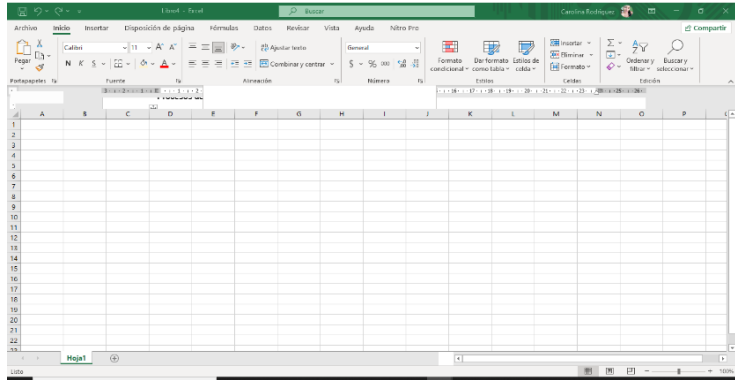 Libro1 - Excel
Buscar
Carolina Rodriguez
Archivo Inicio Insertar Disposición de página Fórmulas Datos Revisar Vista Ayuda Nitro Pro
Compartir
Pegar
Calibri 11 A^ A˅
N K S A
Ajustar texto
Combinar y centrar
General
$ % 000
Formato condicional
Dar formato como tabla
Estilos de celda
Insertar
Eliminar
Formato
Ordenar y filtrar
Buscar y seleccionar
Portapapeles Fuente Alineación Número Estilos Celdas Edición
A B C D E F G H I J K L M N O P
1
2
3
4
5
6
7
8
9
10
11
12
13
14
15
16
17
18
19
20
21
22
23
Hoja1
Listo
100%